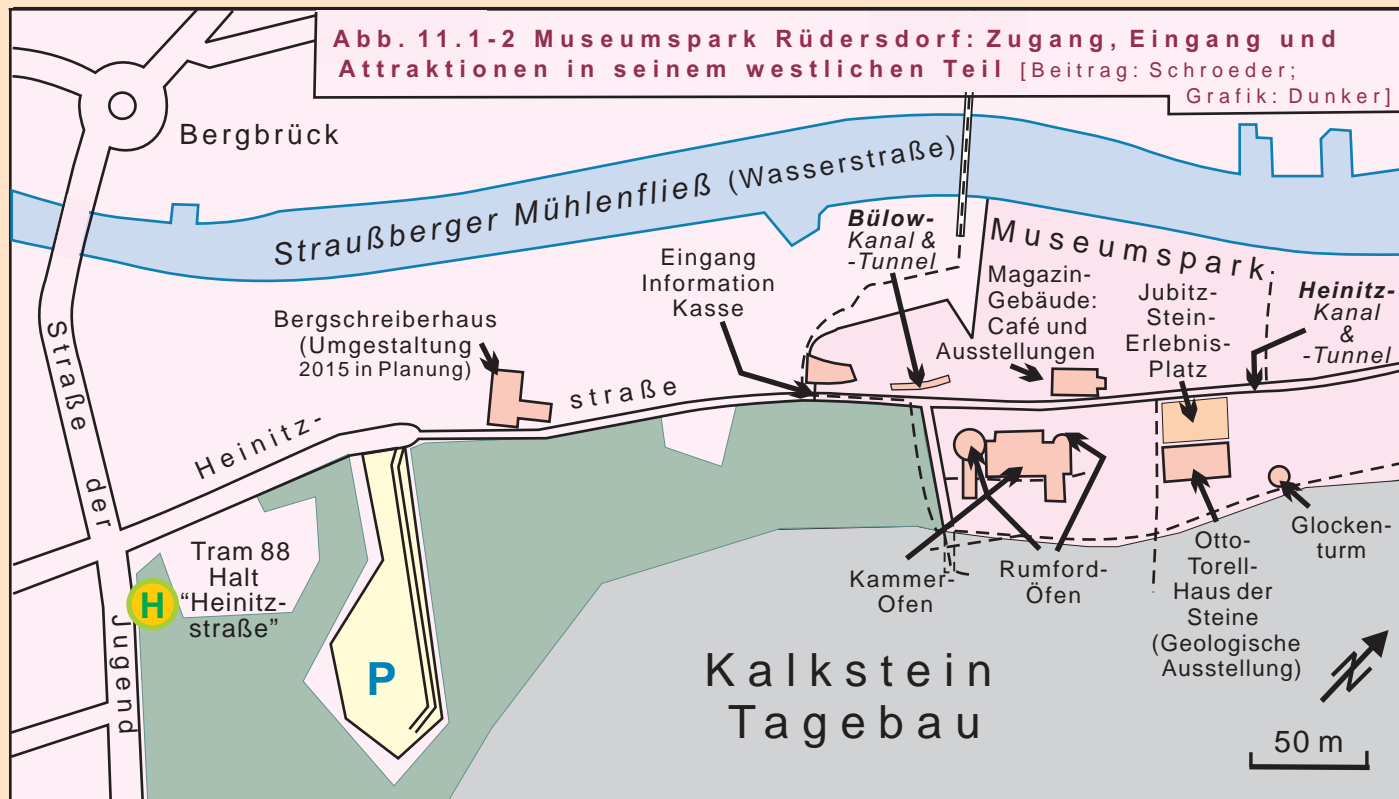 Abb. 11.1-2 Museumspark Rüdersdorf: Zugang, Eingang und
Attraktionen in seinem westlichen Teil [Beitrag: Schroeder;
Grafik: Dunker]
Bergbrück
Straußberger Mühlenfließ (Wasserstraße)
Museumspark
Eingang
Information
Kasse
Bülow-
Kanal &
-Tunnel
Magazin-
Gebäude:
Café und
Ausstellungen
Jubitz-
Stein-
Erlebnis-
Platz
Heinitz-
Kanal
&
-Tunnel
Bergschreiberhaus
(Umgestaltung
2015 in Planung)
Heinitz-
straße
Straße der
Jugend
Tram 88
Halt
“Heinitz-
straße”
H
P
Kammer-
Ofen
Rumford-
Öfen
Otto-
Torell-
Haus der
Steine
(Geologische
Ausstellung)
Glocken-
turm
Kalkstein
Tagebau
N
50 m